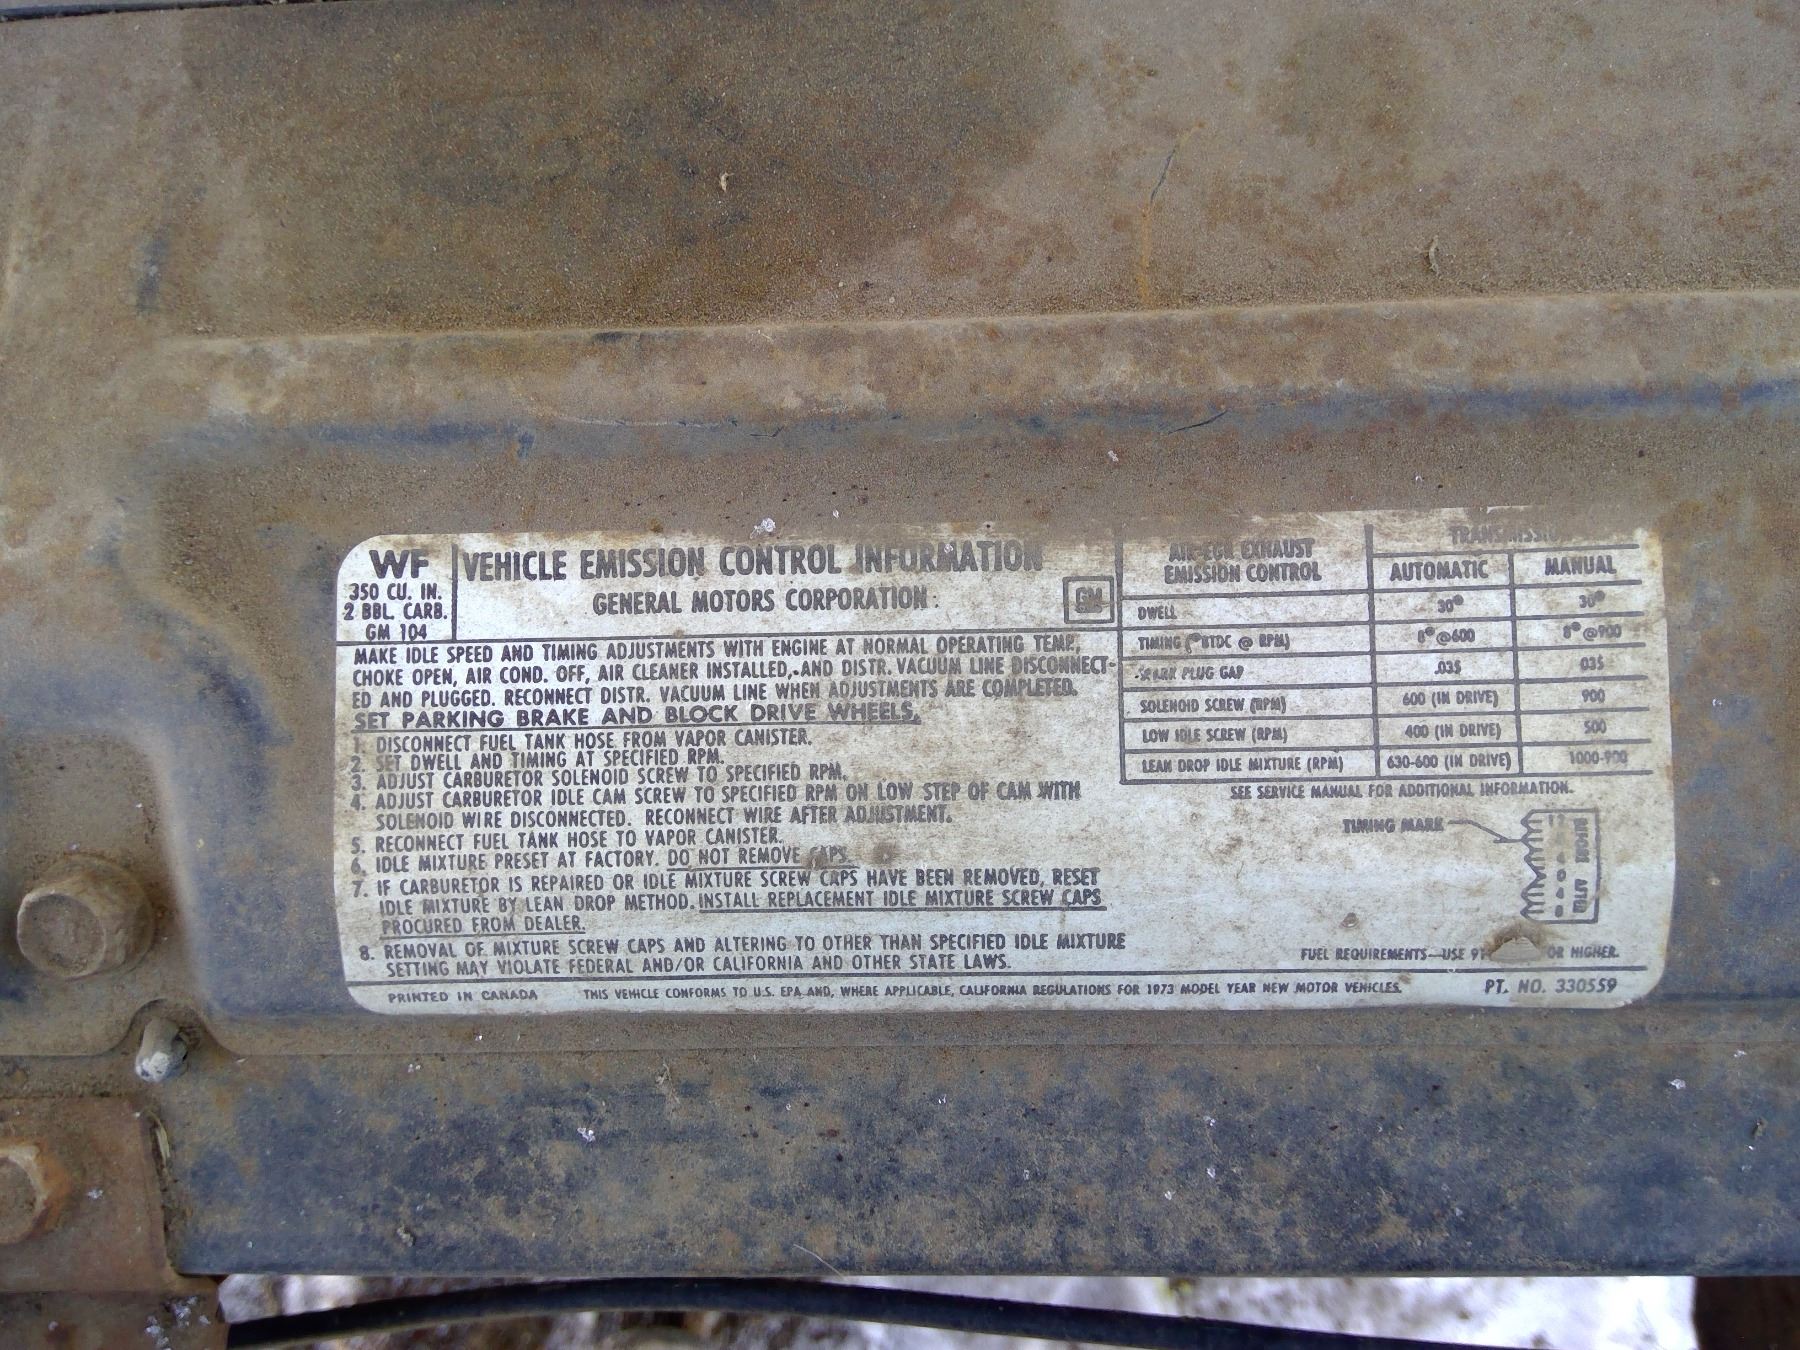 WF
350 CU. IN.
2 BBL. CARB.
GM 104
VEHICLE EMISSION CONTROL INFORMATION
GENERAL MOTORS CORPORATION
GM
MAKE IDLE SPEED AND TIMING ADJUSTMENTS WITH ENGINE AT NORMAL OPERATING TEMP.,
CHOKE OPEN, AIR COND. OFF, AIR CLEANER INSTALLED, AND DISTR. VACUUM LINE DISCONNECT-
ED AND PLUGGED. RECONNECT DISTR. VACUUM LINE WHEN ADJUSTMENTS ARE COMPLETED.
SET PARKING BRAKE AND BLOCK DRIVE WHEELS.
1. DISCONNECT FUEL TANK HOSE FROM VAPOR CANISTER.
2. SET DWELL AND TIMING AT SPECIFIED RPM.
3. ADJUST CARBURETOR SOLENOID SCREW TO SPECIFIED RPM.
4. ADJUST CARBURETOR IDLE CAM SCREW TO SPECIFIED RPM ON LOW STEP OF CAM WITH
SOLENOID WIRE DISCONNECTED. RECONNECT WIRE AFTER ADJUSTMENT.
5. RECONNECT FUEL TANK HOSE TO VAPOR CANISTER.
6. IDLE MIXTURE PRESET AT FACTORY. DO NOT REMOVE CAPS.
7. IF CARBURETOR IS REPAIRED OR IDLE MIXTURE SCREW CAPS HAVE BEEN REMOVED, RESET
IDLE MIXTURE BY LEAN DROP METHOD. INSTALL REPLACEMENT IDLE MIXTURE SCREW CAPS
PROCURED FROM DEALER.
8. REMOVAL OF MIXTURE SCREW CAPS AND ALTERING TO OTHER THAN SPECIFIED IDLE MIXTURE
SETTING MAY VIOLATE FEDERAL AND/OR CALIFORNIA AND OTHER STATE LAWS.
AIR-EGR EXHAUST EMISSION CONTROL TRANSMISSION
AUTOMATIC MANUAL
DWELL 30° 30°
TIMING (°BTDC @ RPM) 8° @600 8° @900
SPARK PLUG GAP .035 .035
SOLENOID SCREW (RPM) 600 (IN DRIVE) 900
LOW IDLE SCREW (RPM) 400 (IN DRIVE) 500
LEAN DROP IDLE MIXTURE (RPM) 630-600 (IN DRIVE) 1000-900
SEE SERVICE MANUAL FOR ADDITIONAL INFORMATION.
TIMING MARK
BEFORE AFTER
FUEL REQUIREMENTS—USE 91 OR HIGHER.
PRINTED IN CANADA THIS VEHICLE CONFORMS TO U.S. EPA AND, WHERE APPLICABLE, CALIFORNIA REGULATIONS FOR 1973 MODEL YEAR NEW MOTOR VEHICLES. PT. NO. 330559